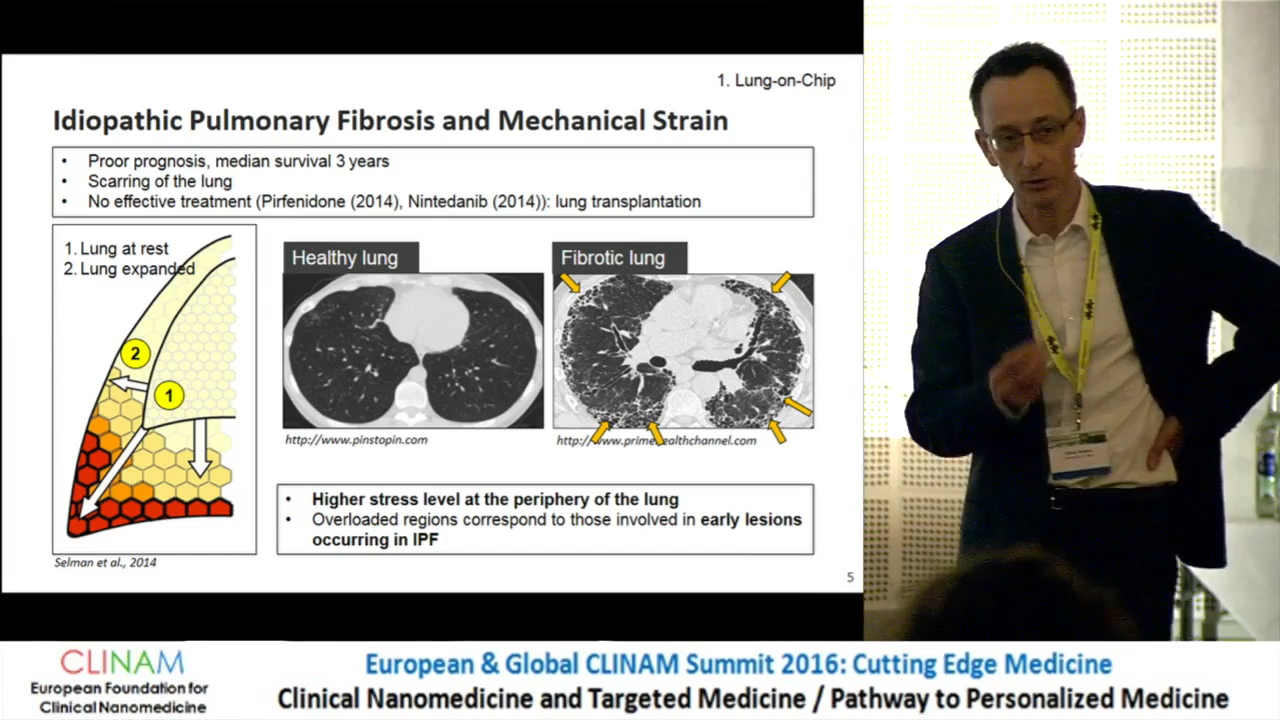 1. Lung-on-Chip
Idiopathic Pulmonary Fibrosis and Mechanical Strain
• Proor prognosis, median survival 3 years
• Scarring of the lung
• No effective treatment (Pirfenidone (2014), Nintedanib (2014)): lung transplantation
1. Lung at rest
2. Lung expanded
2
1
Selman et al., 2014
Healthy lung
http://www.pinstopin.com
Fibrotic lung
http://www.primehealthchannel.com
• Higher stress level at the periphery of the lung
• Overloaded regions correspond to those involved in early lesions
occurring in IPF
5
CLINAM
European Foundation for
Clinical Nanomedicine
European & Global CLINAM Summit 2016: Cutting Edge Medicine
Clinical Nanomedicine and Targeted Medicine / Pathway to Personalized Medicine